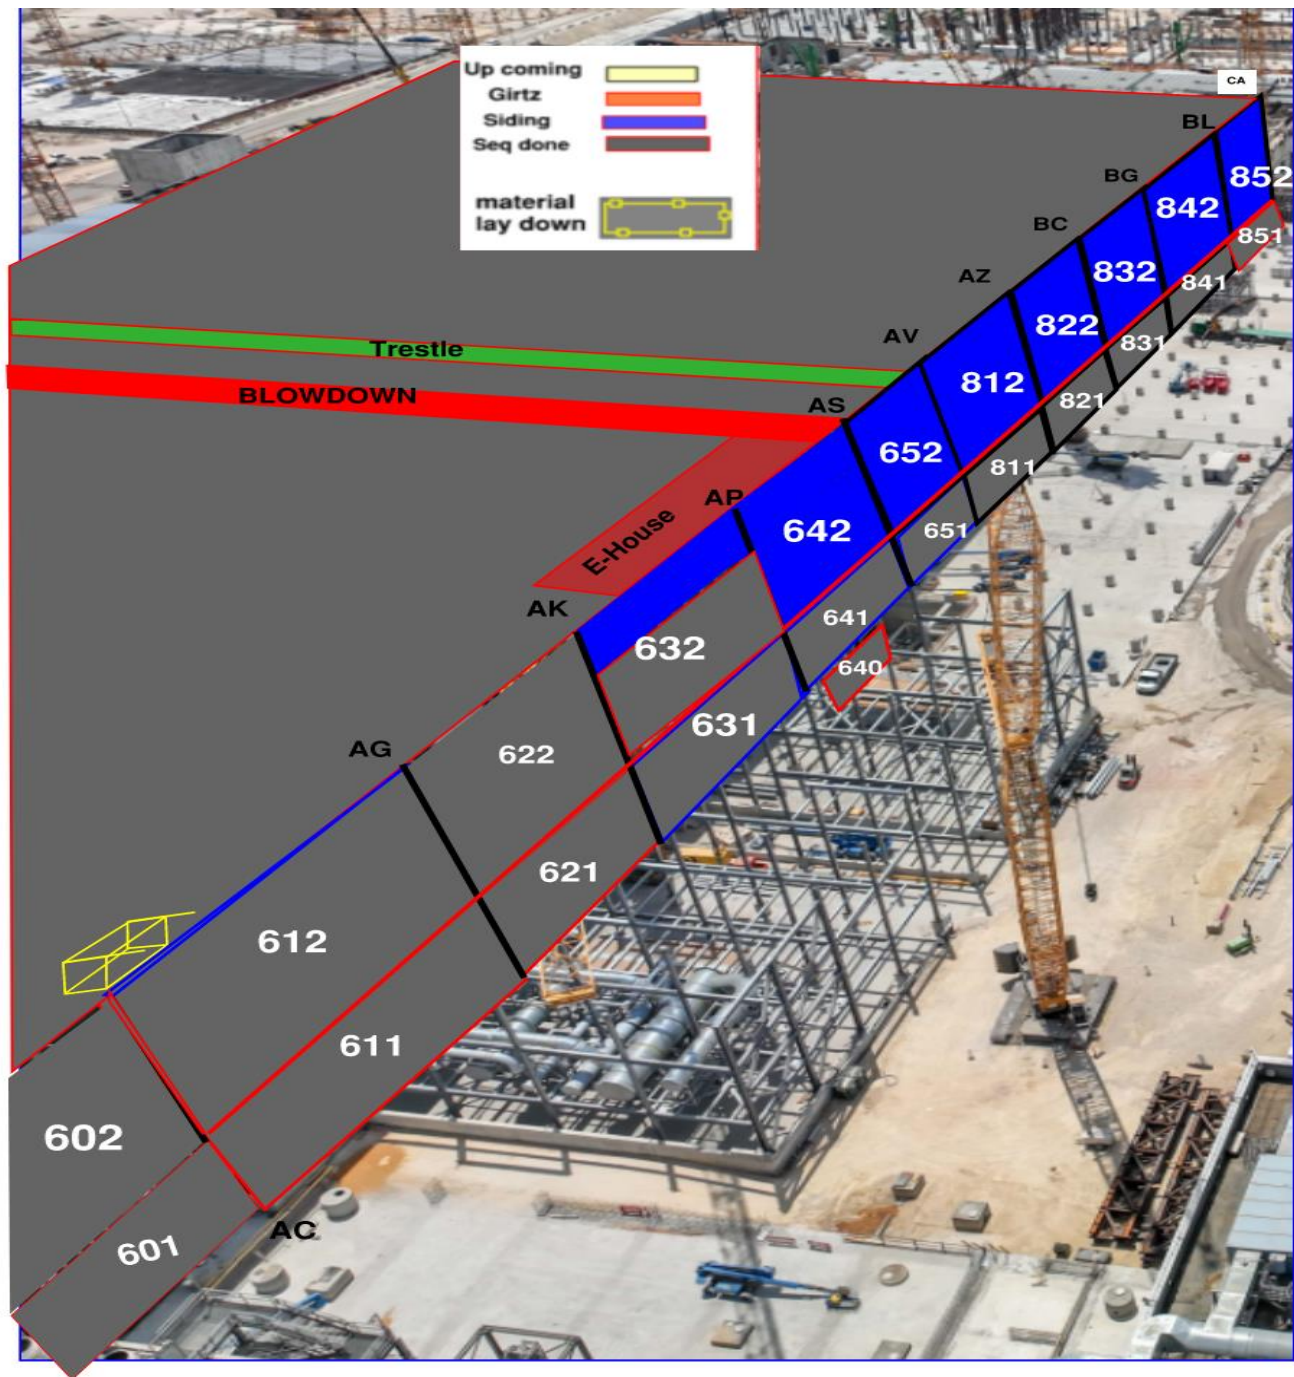 Up coming
Girtz
Siding
Seq done
material
lay down
CA
BL
852
BG
842
851
BC
832
841
AZ
822
831
AV
812
821
Trestle
BLOWDOWN
AS
652
811
AP
642
651
E-House
AK
632
641
640
631
AG
622
621
612
611
602
601
AC